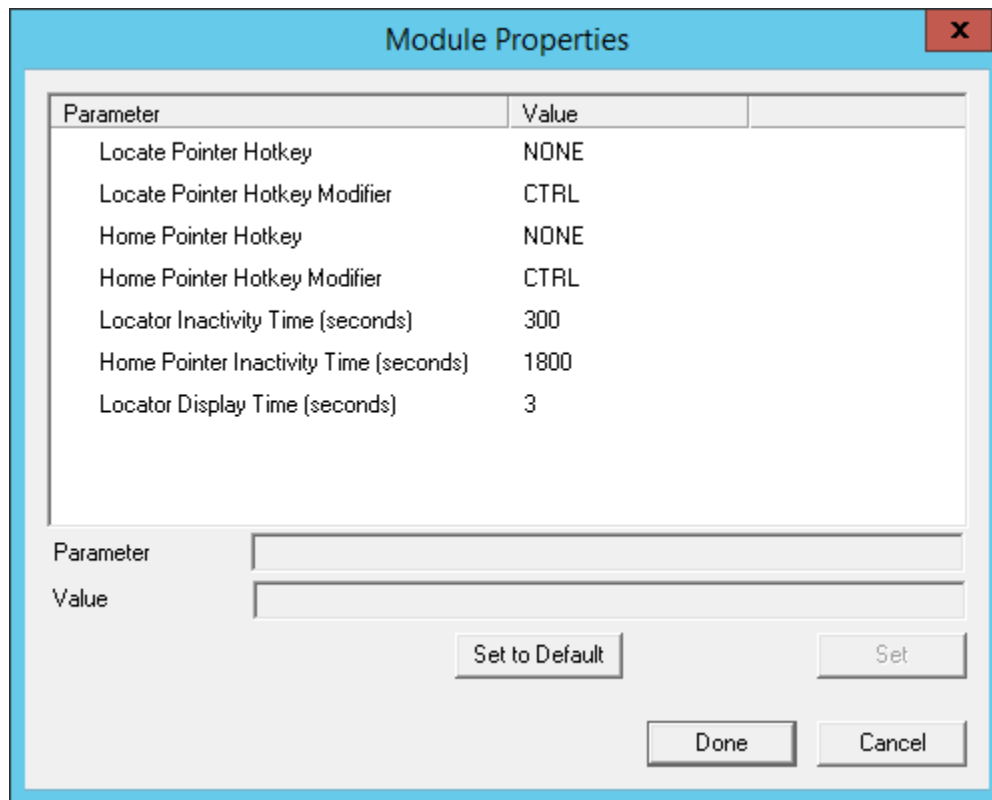 Module Properties
x
Parameter Value
Locate Pointer Hotkey NONE
Locate Pointer Hotkey Modifier CTRL
Home Pointer Hotkey NONE
Home Pointer Hotkey Modifier CTRL
Locator Inactivity Time (seconds) 300
Home Pointer Inactivity Time (seconds) 1800
Locator Display Time (seconds) 3
Parameter
Value
Set to Default Set
Done Cancel